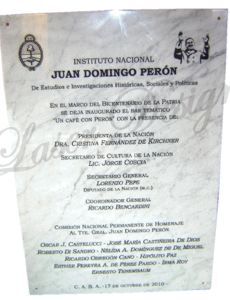 INSTITUTO NACIONAL
JUAN DOMINGO PERÓN
De Estudios e Investigaciones Históricas, Sociales y Políticas
EN EL MARCO DEL BICENTENARIO DE LA PATRIA
SE DEJA INAUGURADO EL BAR TEMÁTICO
"UN CAFÉ CON PERÓN" CON LA PRESENCIA DE:
PRESIDENTA DE LA NACIÓN
DRA. CRISTINA FERNÁNDEZ DE KIRCHNER
SECRETARIO DE CULTURA DE LA NACIÓN
LIC. JORGE COSCIA
SECRETARIO GENERAL
LORENZO PEPE
DIPUTADO DE LA NACIÓN (M.C.)
COORDINADOR GENERAL
RICARDO BENCARDINI
COMISIÓN NACIONAL PERMANENTE DE HOMENAJE
AL TTE. GRAL. JUAN DOMINGO PERÓN
OSCAR J. CASTELUCCI - JOSÉ MARÍA CASTIÑEIRA DE DIOS
ROBERTO DI SANDRO - NELIDA A. DOMÍNGUEZ DE DE MIGUEL
RICARDO OBREGÓN CANO - HIPÓLITO PAZ
ESTHER PEREYRA A. DE PÉREZ PARDO - IRMA ROY
ERNESTO TENEMBAUM
C. A. B. A. - 15 DE OCTUBRE DE 2010 -